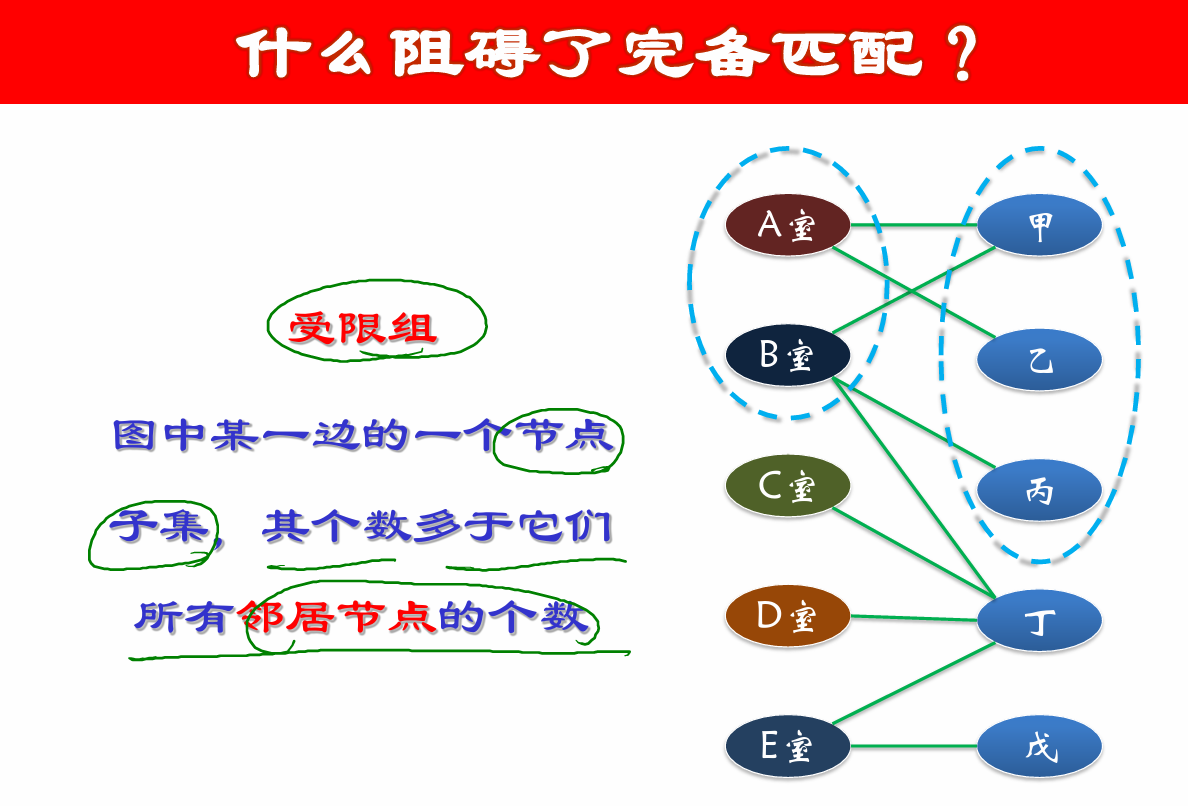 什么阻碍了完备匹配？
受限组
图中某一边的一个节点
子集，其个数多于它们
所有邻居节点的个数
A室
甲
B室
乙
C室
丙
D室
丁
E室
戊